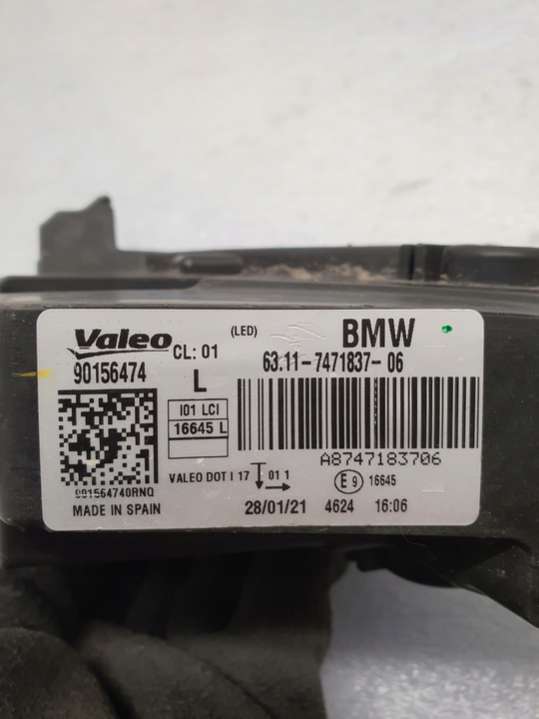 Valeo
CL: 01
(LED)
BMW
90156474
L
63.11-7471837-06
I01 LCI
16645 L
A8747183706
VALEO DOT I 17
01 1
E9 16645
901564740RNQ
MADE IN SPAIN
28/01/21 4624 16:06